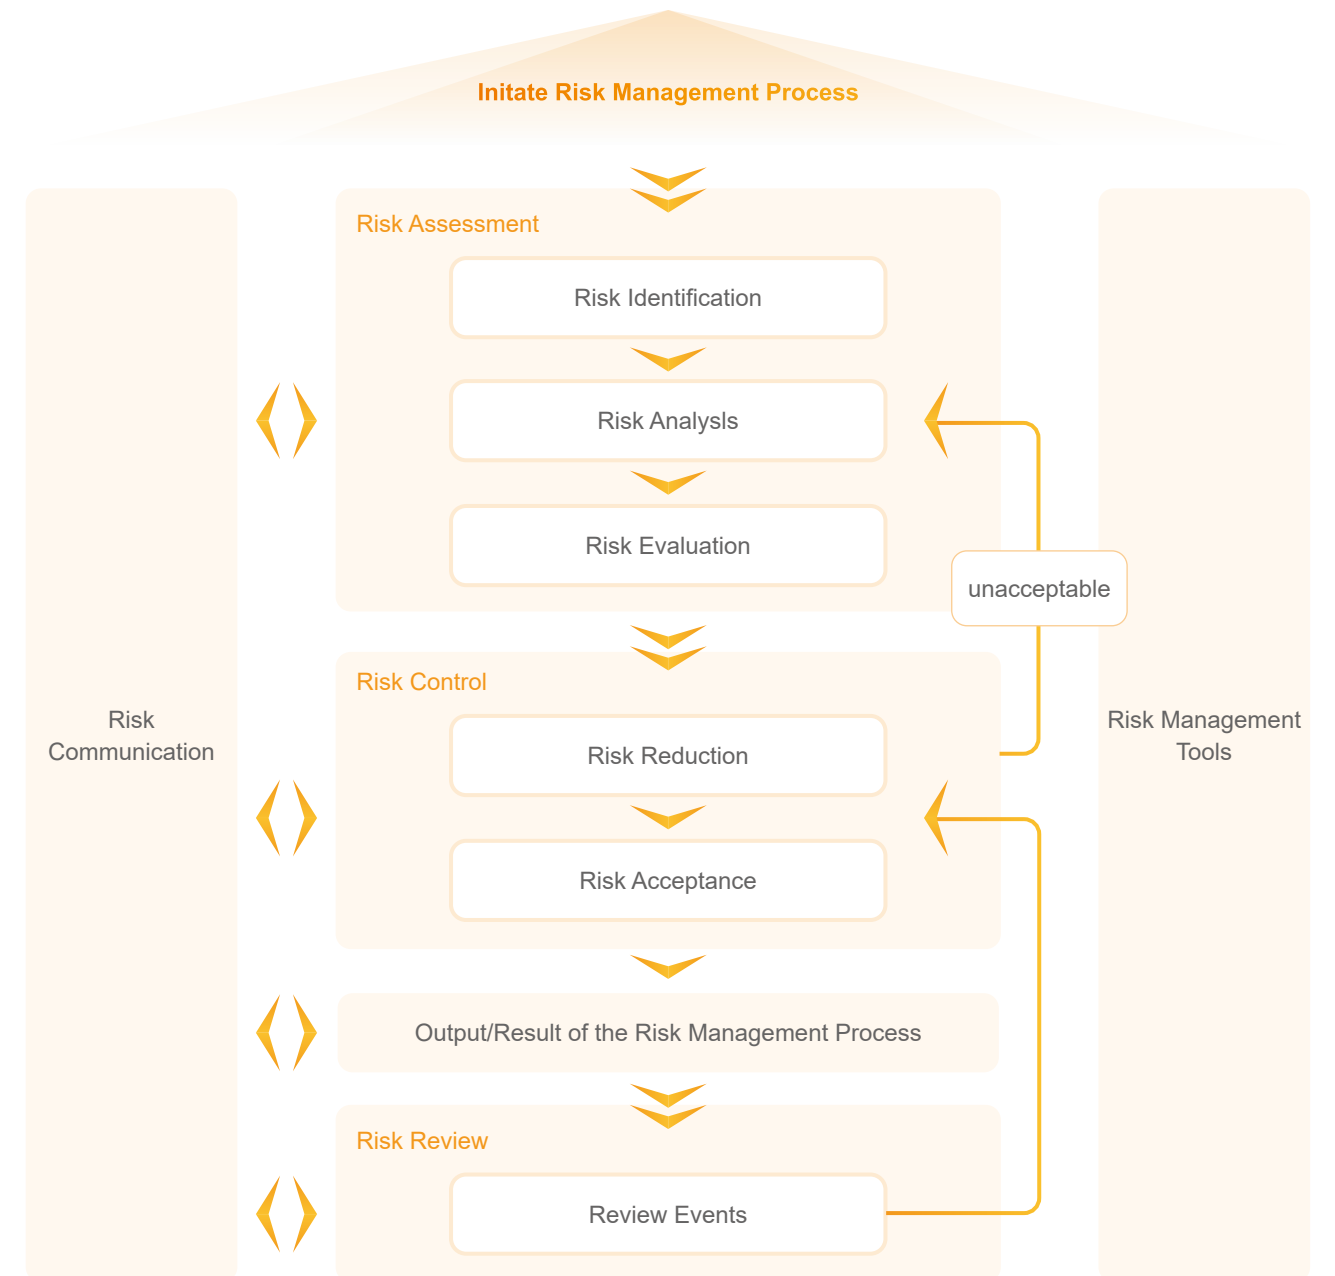 Initate Risk Management Process
Risk Assessment
Risk Identification
Risk Analysls
Risk Evaluation
unacceptable
Risk Control
Risk Reduction
Risk Acceptance
Risk
Communication
Risk Management
Tools
Output/Result of the Risk Management Process
Risk Review
Review Events